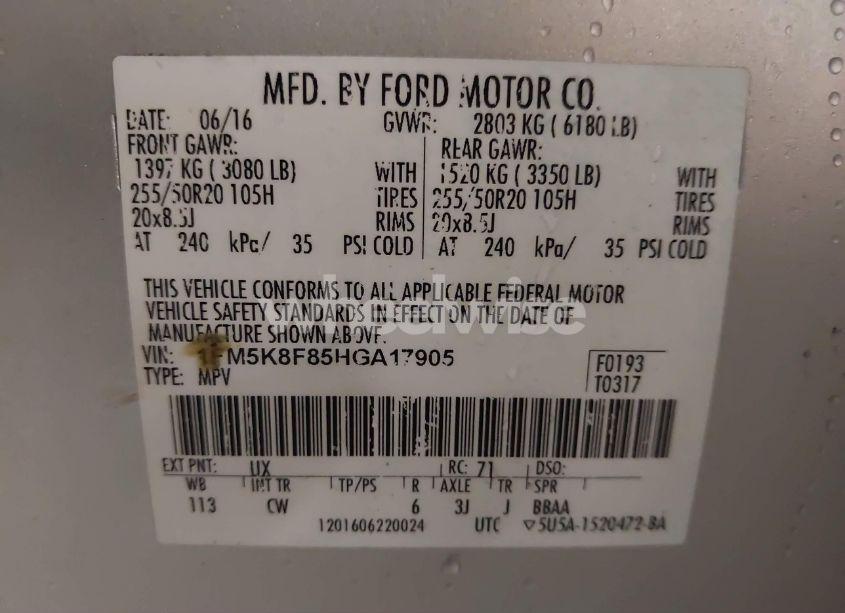 MFD. BY FORD MOTOR CO.
DATE: 06/16 GVWR: 2803 KG ( 6180 LB)
FRONT GAWR: REAR GAWR:
1397 KG ( 3080 LB) WITH 1520 KG ( 3350 LB) WITH
255/50R20 105H TIRES 255/50R20 105H TIRES
20x8.5J RIMS 20x8.5J RIMS
AT 240 kPa/ 35 PSI COLD AT 240 kPa/ 35 PSI COLD
THIS VEHICLE CONFORMS TO ALL APPLICABLE FEDERAL MOTOR
VEHICLE SAFETY STANDARDS IN EFFECT ON THE DATE OF
MANUFACTURE SHOWN ABOVE.
VIN: 1FM5K8F85HGA17905 F0193
TYPE: MPV T0317
EXT PNT: UX RC: 71 DSO:
WB INT TR TP/PS R AXLE TR SPR
113 CW 6 3J J BBAA
1201606220024 UTC ▽5U5A-1520472-BA